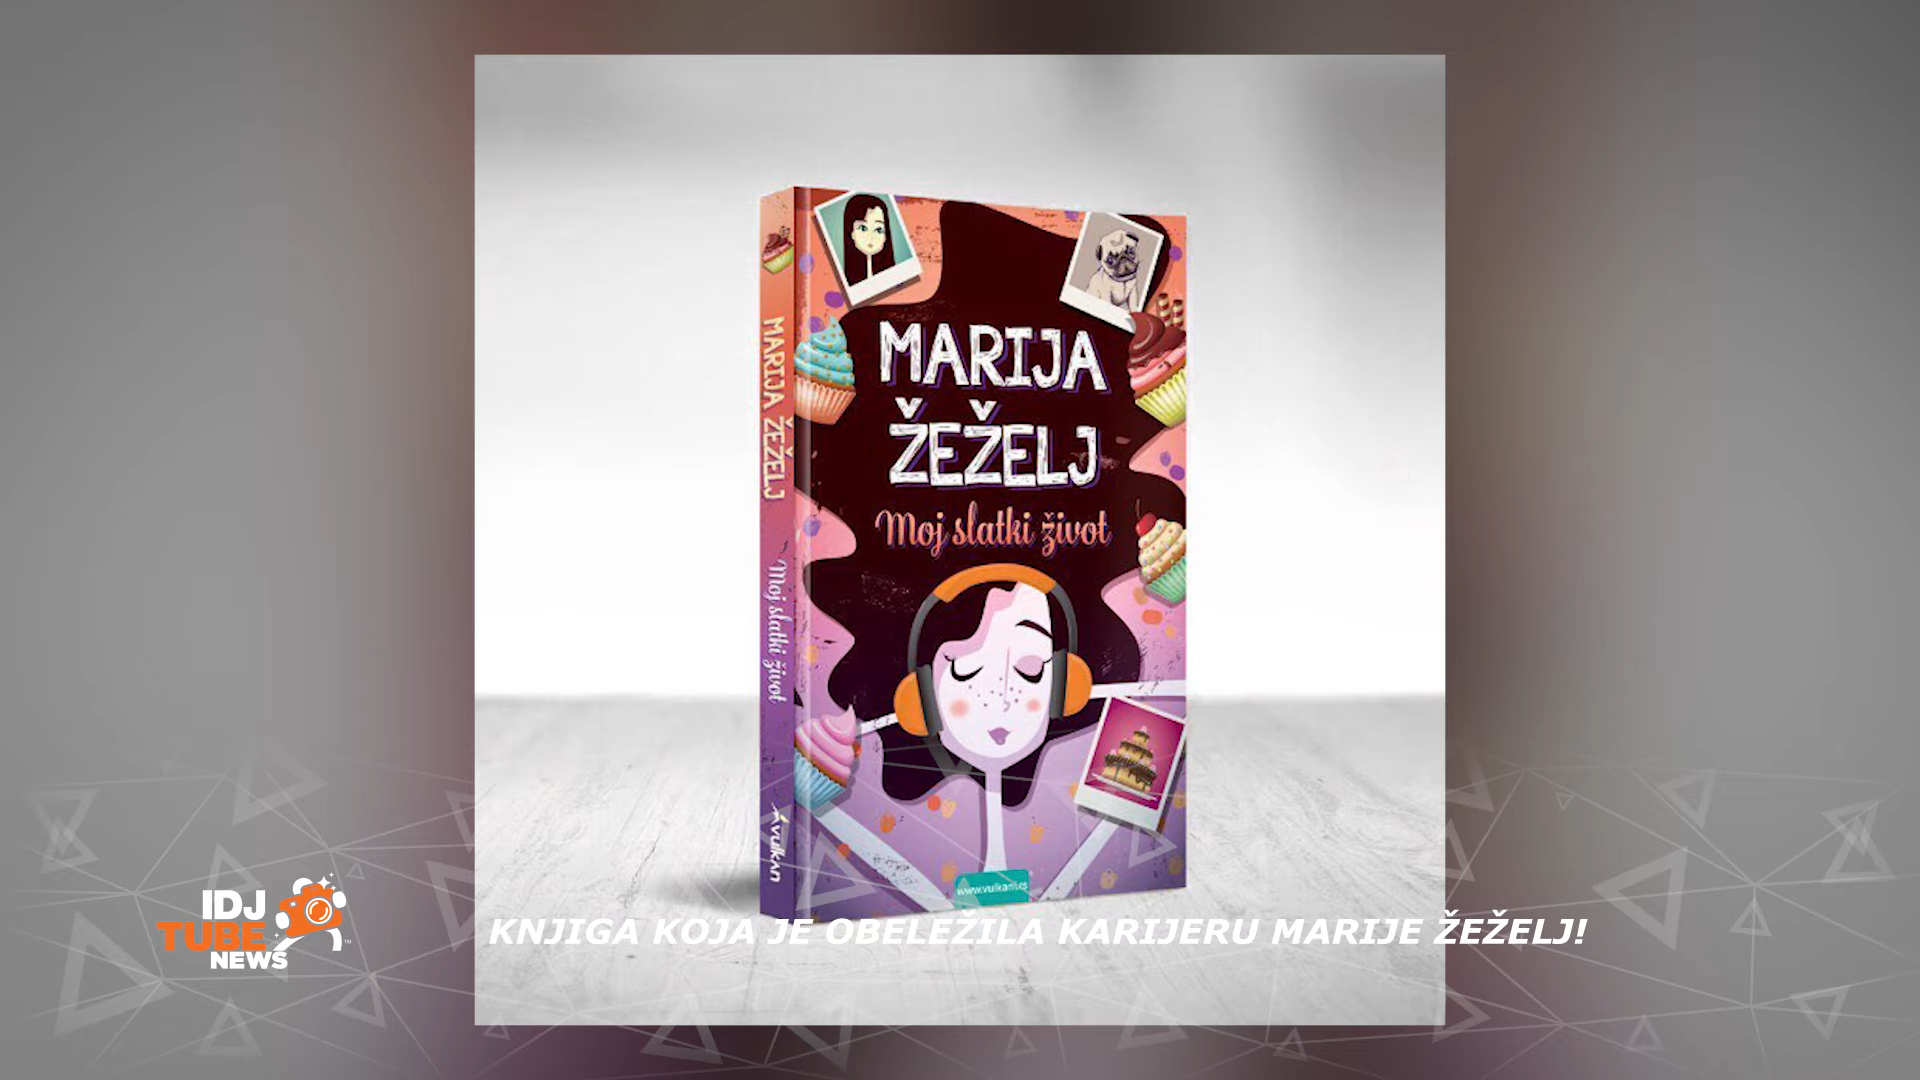 MARIJA
ŽEŽELJ
Moj slatki život
MARIJA ŽEŽELJ
Moj slatki život
vulkan
www.vulkani.rs
IDJ
TUBE
NEWS
TM
KNJIGA KOJA JE OBELEŽILA KARIJERU MARIJE ŽEŽELJ!